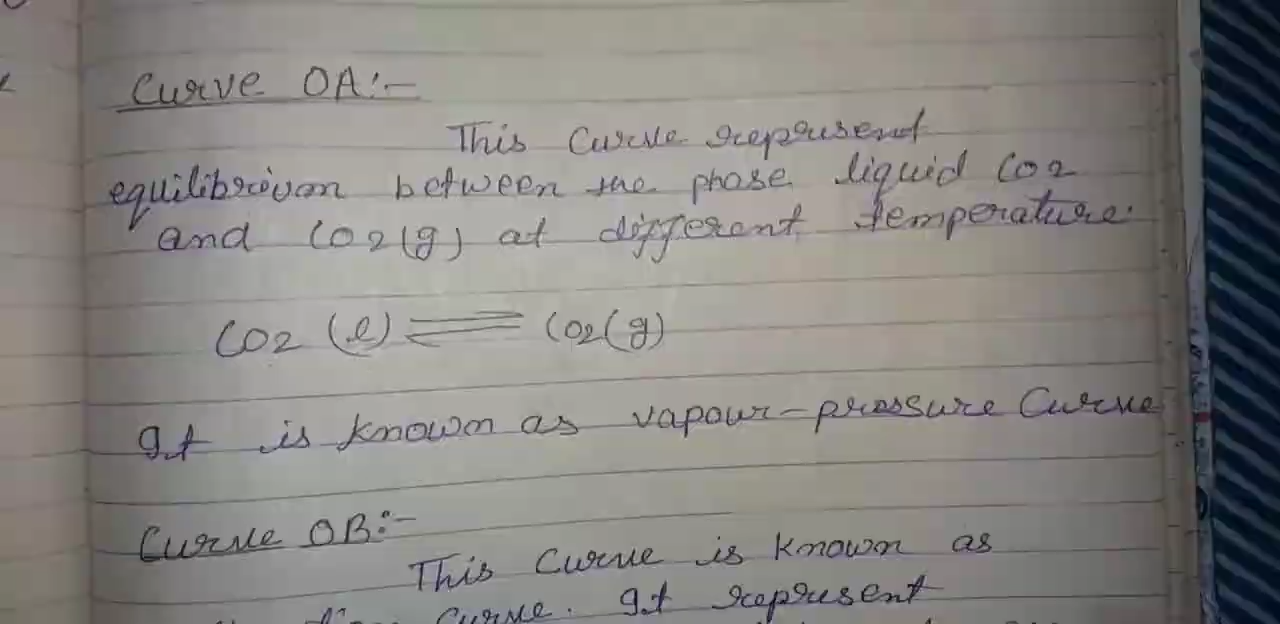 Curve OA:-
This Curve represent
equilibrium between the phase liquid CO2
and CO2(g) at different temperature.
CO2 (l) ⇌ CO2(g)
It is known as vapour-pressure Curve
Curve OB:-
This Curve is known as
curve. It represent